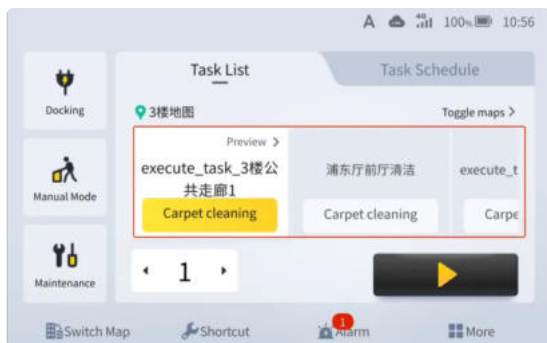 A 4G 100% 10:56
Docking
Manual Mode
Maintenance
Task List
Task Schedule
3楼地图
Toggle maps >
Preview >
execute_task_3楼公
共走廊1
Carpet cleaning
浦东厅前厅清洁
Carpet cleaning
execute_t
Carpe
1
Switch Map
Shortcut
1
Alarm
More